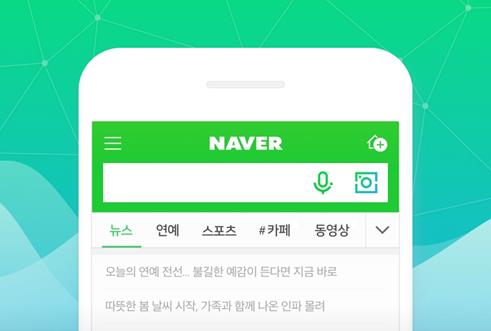 NAVER
뉴스 연예 스포츠 #카페 동영상
오늘의 연예 전선... 불길한 예감이 든다면 지금 바로
따뜻한 봄 날씨 시작, 가족과 함께 나온 인파 몰려